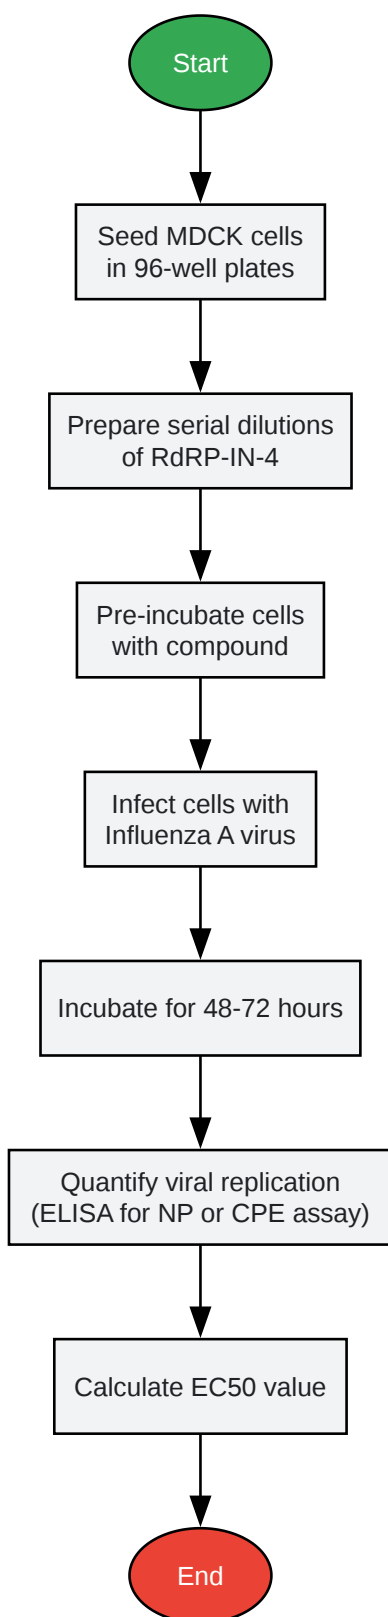 Start
Seed MDCK cells
in 96-well plates
Prepare serial dilutions
of RdRP-IN-4
Pre-incubate cells
with compound
Infect cells with
Influenza A virus
Incubate for 48-72 hours
Quantify viral replication
(ELISA for NP or CPE assay)
Calculate EC50 value
End